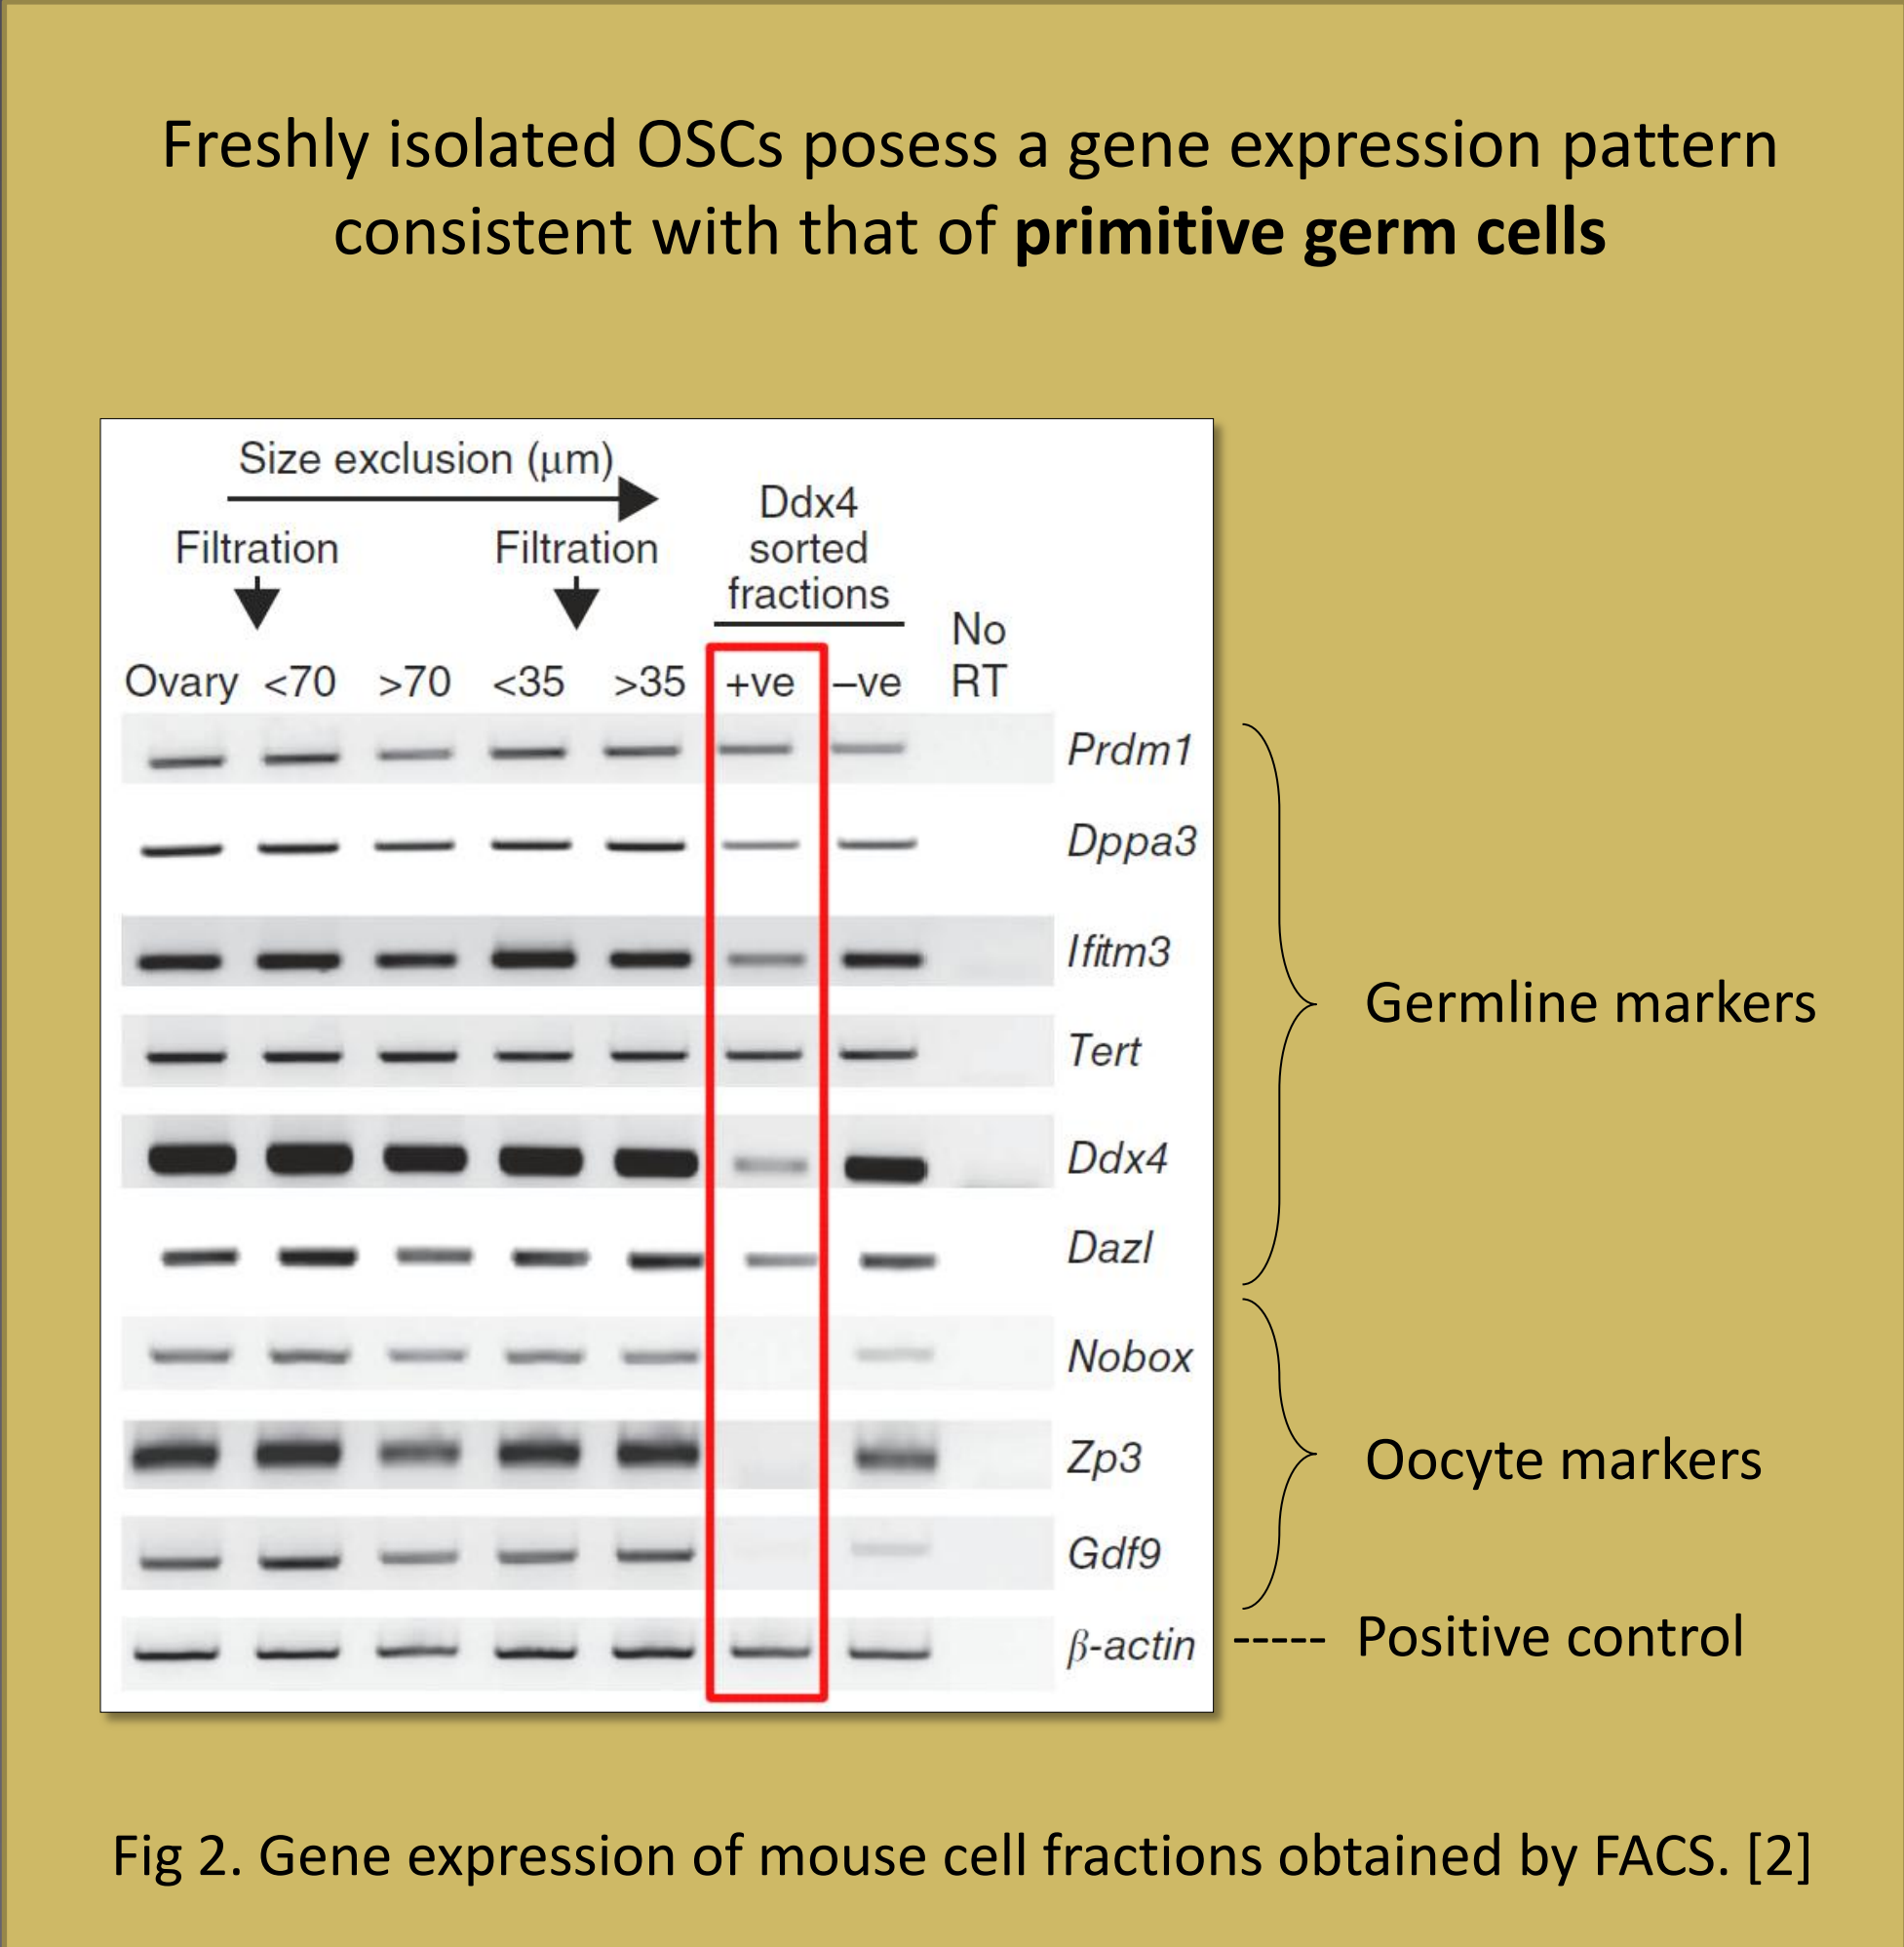 Freshly isolated OSCs posess a gene expression pattern
consistent with that of primitive germ cells
Size exclusion (μm)
Filtration
Filtration
Ddx4
sorted
fractions
No
RT
Ovary <70 >70 <35 >35 +ve –ve
Prdm1
Dppa3
Ifitm3
Tert
Ddx4
Dazl
Nobox
Zp3
Gdf9
β-actin
Germline markers
Oocyte markers
----- Positive control
Fig 2. Gene expression of mouse cell fractions obtained by FACS. [2]